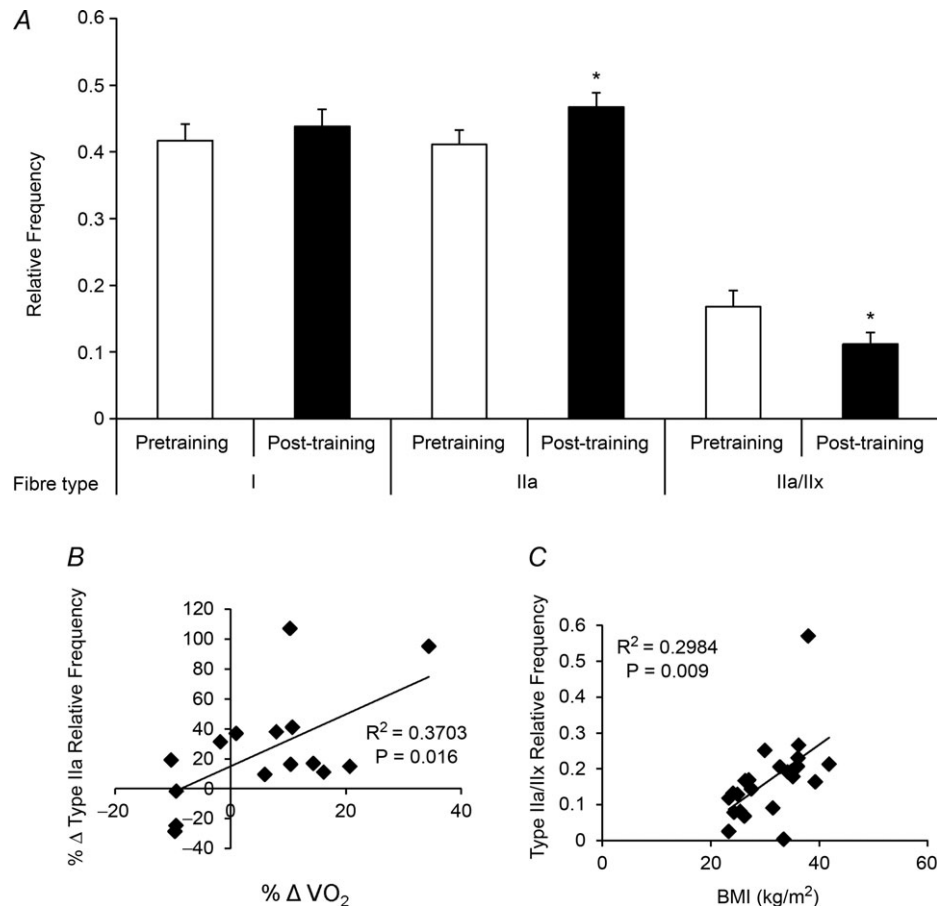 A
0.6
0.5
0.4
0.3
0.2
0.1
0
Relative Frequency
* *
Pretraining Post-training Pretraining Post-training Pretraining Post-training
Fibre type I IIa IIa/IIx
B
% Δ Type IIa Relative Frequency
120
100
80
60
40
20
0
–20
–40
–20 0 20 40
R² = 0.3703
P = 0.016
% Δ VO₂
C
Type IIa/IIx Relative Frequency
0.6
0.5
0.4
0.3
0.2
0.1
0
0 20 40 60
R² = 0.2984
P = 0.009
BMI (kg/m²)